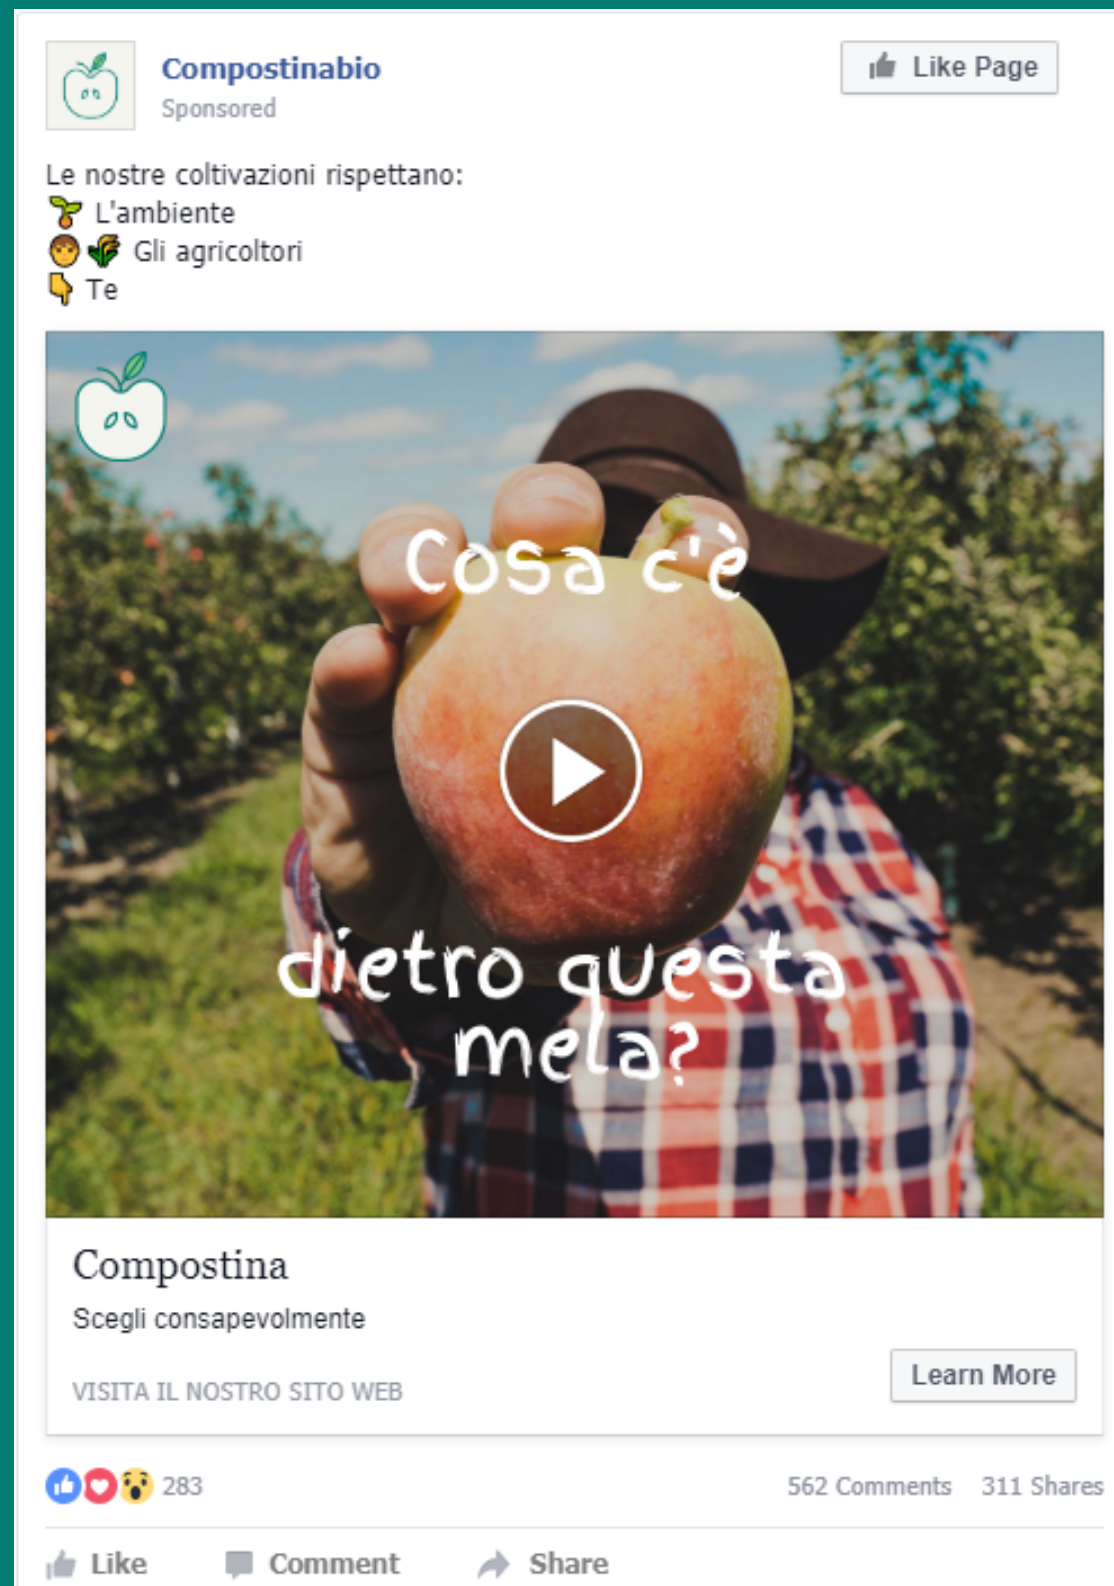 Compostinabio
Like Page
Sponsored
Le nostre coltivazioni rispettano:
L'ambiente
Gli agricoltori
Te
Cosa c'è
dietro questa
mela?
Compostina
Scegli consapevolmente
VISITA IL NOSTRO SITO WEB
Learn More
283
562 Comments 311 Shares
Like Comment Share